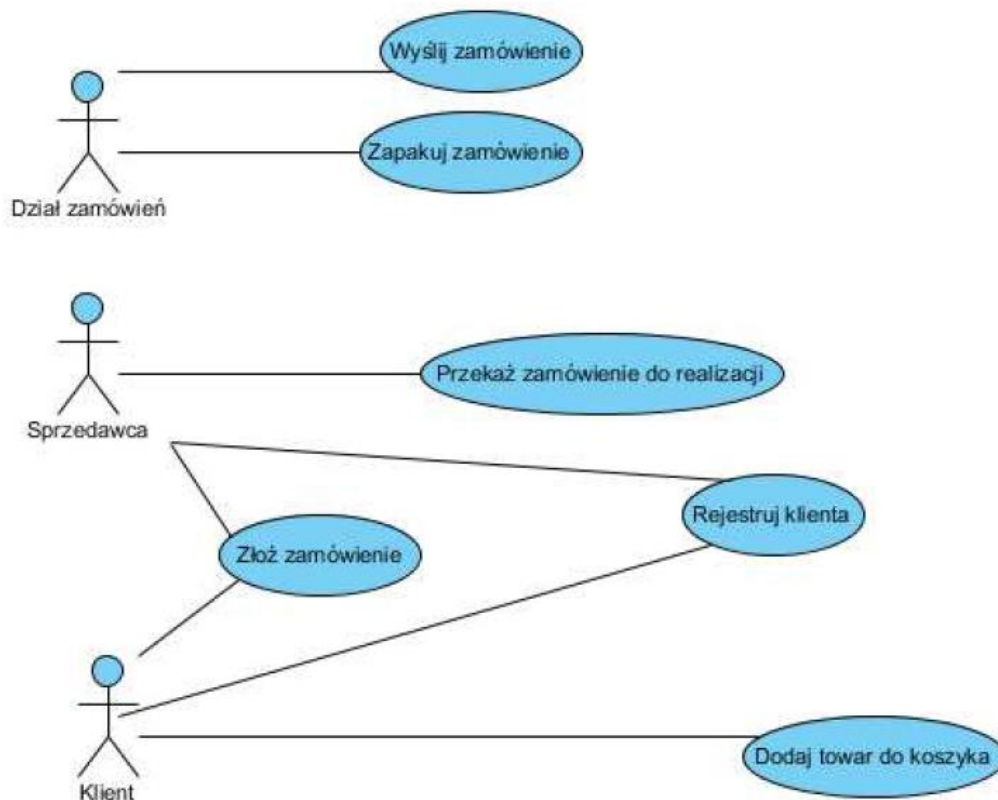 Wyślij zamówienie
Zapakuj zamówienie
Dział zamówień
Przekaż zamówienie do realizacji
Sprzedawca
Rejestruj klienta
Złoż zamówienie
Dodaj towar do koszyka
Klient